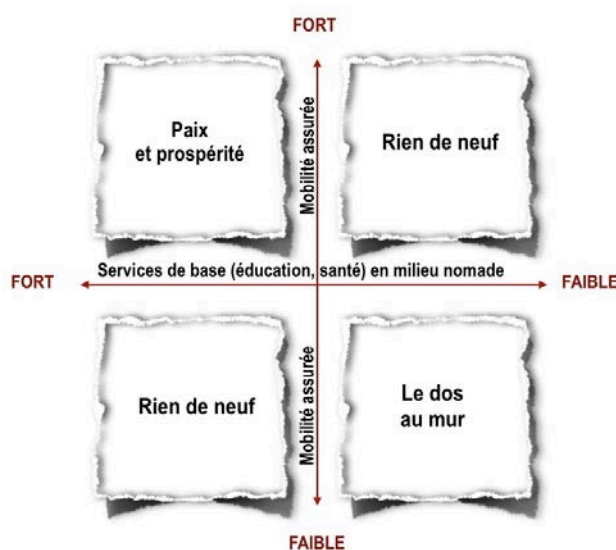 FORT
Paix
et prospérité
Mobilité assurée
Rien de neuf
Services de base (éducation, santé) en milieu nomade
FORT
FAIBLE
Rien de neuf
Mobilité assurée
Le dos
au mur
FAIBLE